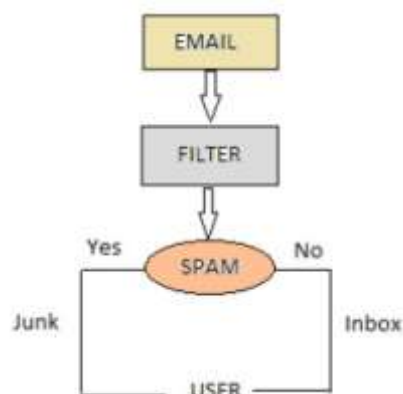 EMAIL
FILTER
Yes
No
SPAM
Junk
Inbox
USER